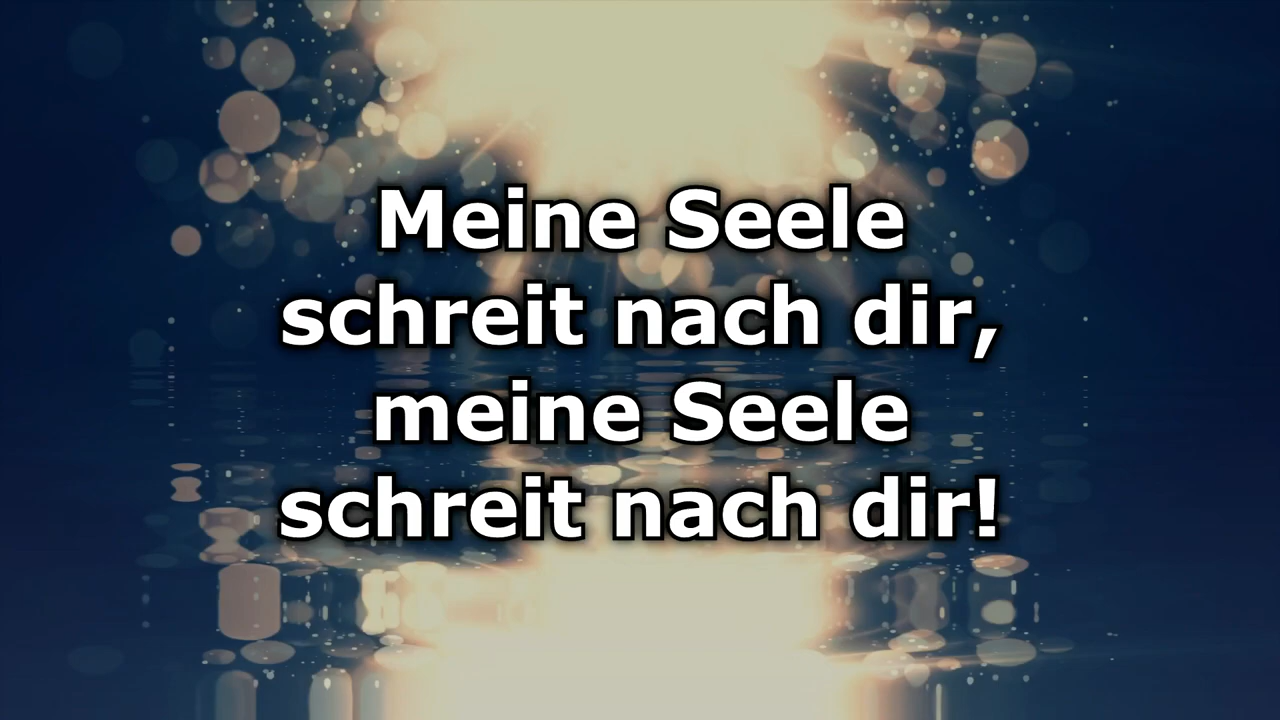 Meine Seele
schreit nach dir,
meine Seele
schreit nach dir!